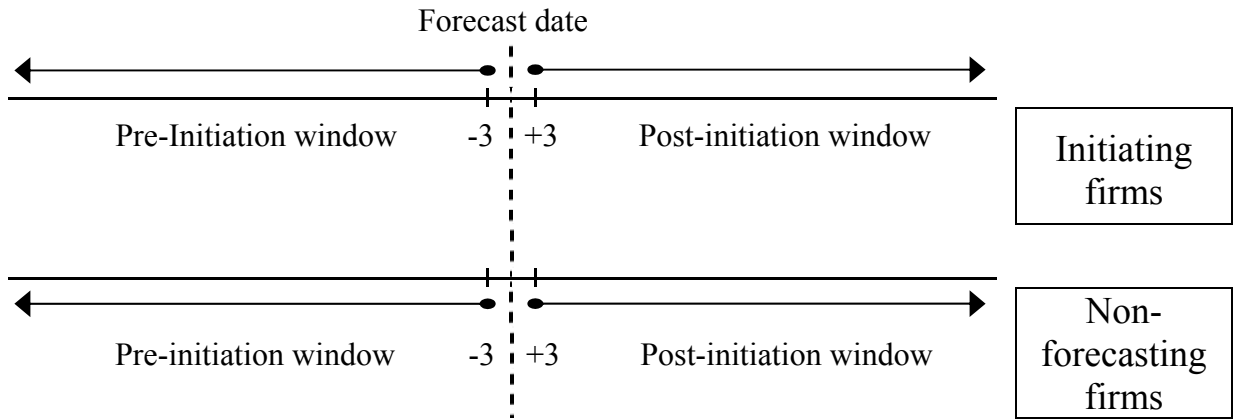 Forecast date
Pre-Initiation window -3 +3 Post-initiation window
Initiating
firms
Pre-initiation window -3 +3 Post-initiation window
Non-
forecasting
firms